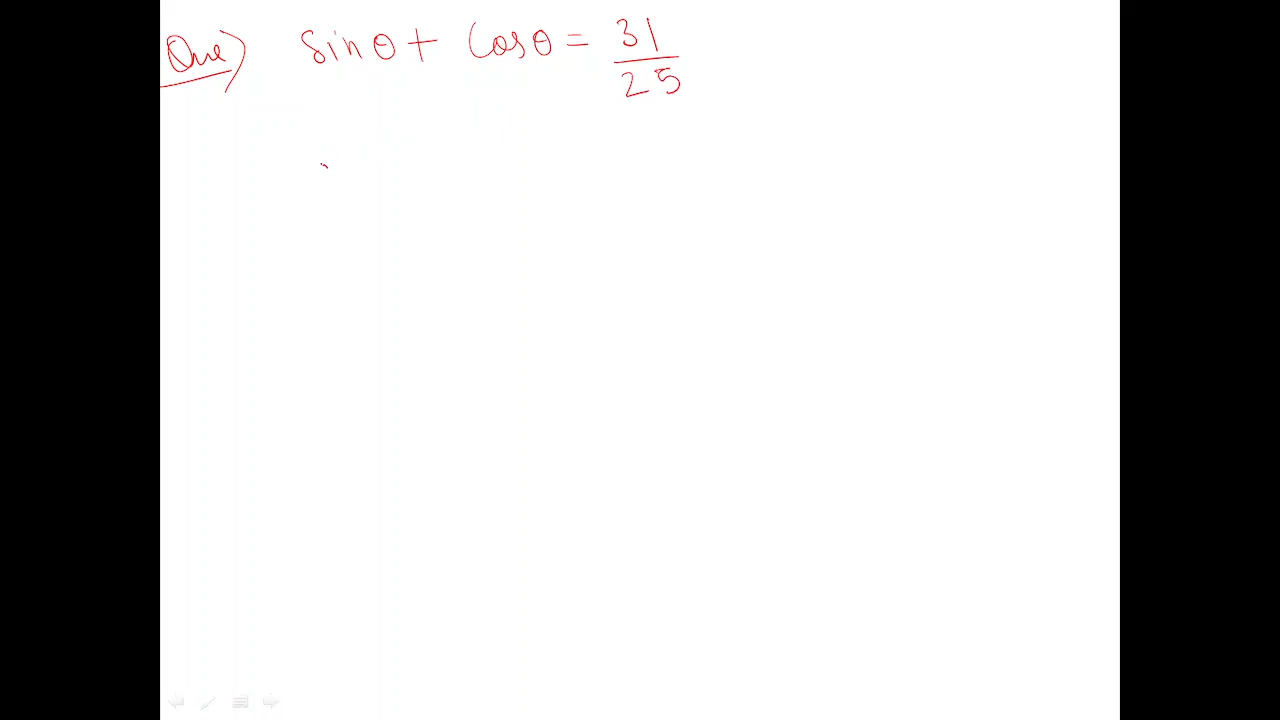 Que) Sinθ + Cosθ = 31/25